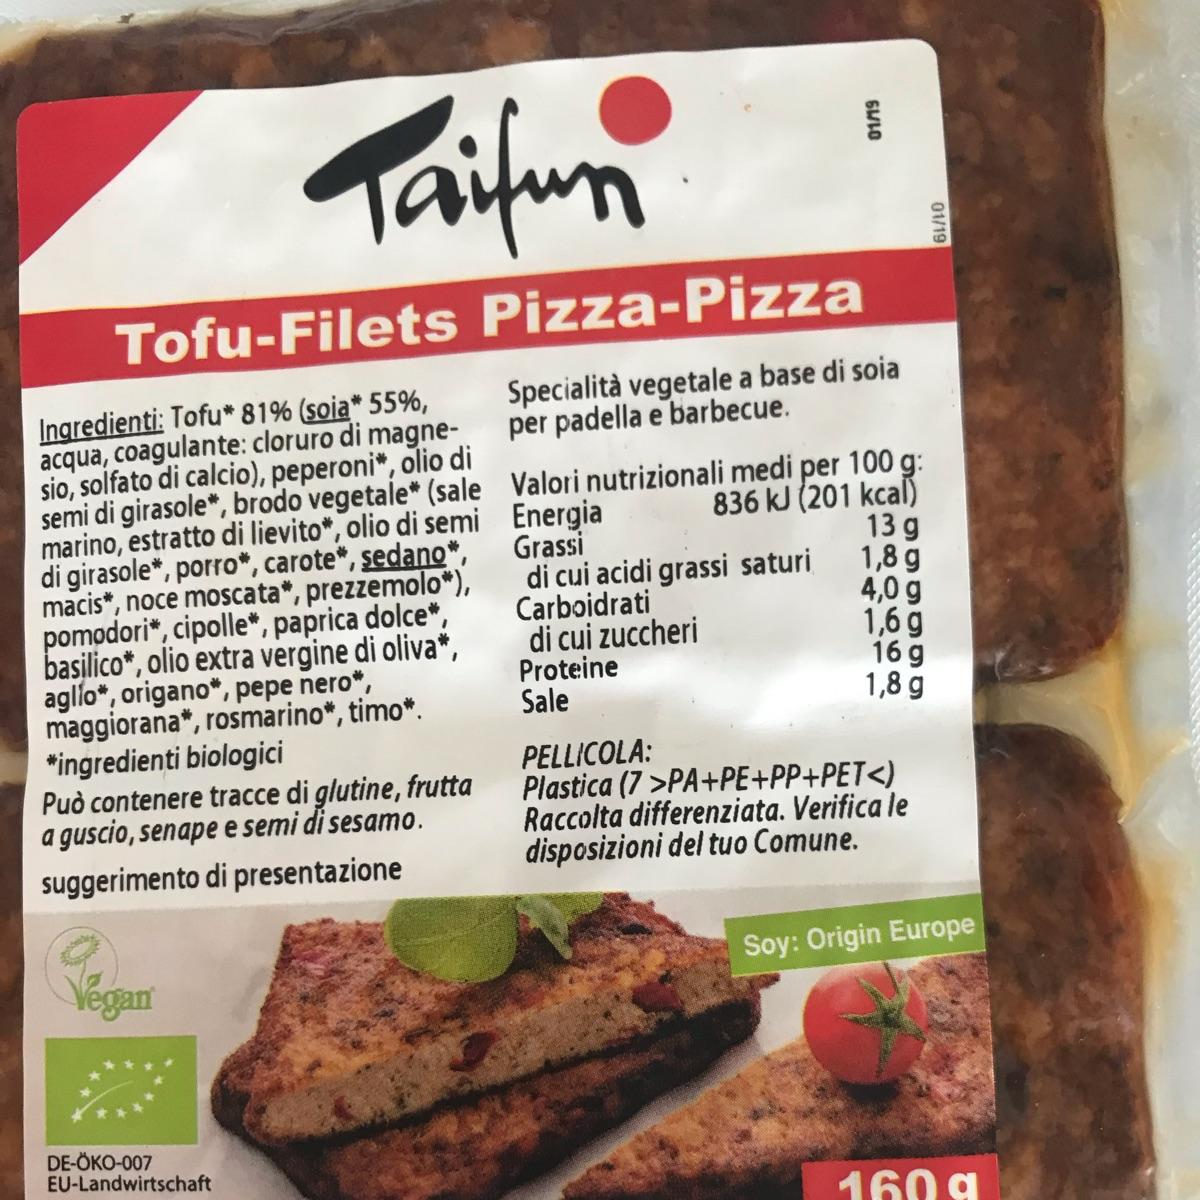 Taifun
01/19
01/19
Tofu-Filets Pizza-Pizza
Ingredienti: Tofu* 81% (soia* 55%,
acqua, coagulante: cloruro di magne-
sio, solfato di calcio), peperoni*, olio di
semi di girasole*, brodo vegetale* (sale
marino, estratto di lievito*, olio di semi
di girasole*, porro*, carote*, sedano*,
macis*, noce moscata*, prezzemolo*),
pomodori*, cipolle*, paprica dolce*,
basilico*, olio extra vergine di oliva*,
aglio*, origano*, pepe nero*,
maggiorana*, rosmarino*, timo*.
*ingredienti biologici
Può contenere tracce di glutine, frutta
a guscio, senape e semi di sesamo.
suggerimento di presentazione
Specialità vegetale a base di soia
per padella e barbecue.
Valori nutrizionali medi per 100 g:
Energia 836 kJ (201 kcal)
Grassi 13 g
di cui acidi grassi saturi 1,8 g
Carboidrati 4,0 g
di cui zuccheri 1,6 g
Proteine 16 g
Sale 1,8 g
PELLICOLA:
Plastica (7 >PA+PE+PP+PET<)
Raccolta differenziata. Verifica le
disposizioni del tuo Comune.
Soy: Origin Europe
Vegan
DE-ÖKO-007
EU-Landwirtschaft
160 g